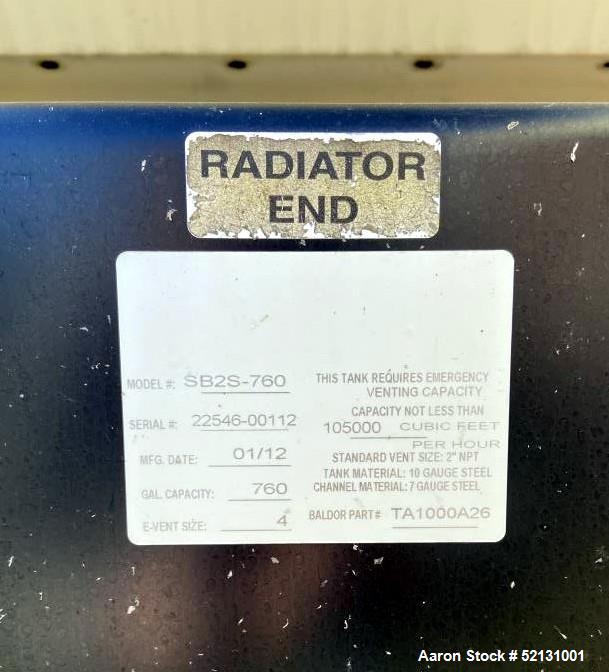 RADIATOR
END
MODEL #: SB2S-760
SERIAL #: 22546-00112
MFG. DATE: 01/12
GAL. CAPACITY: 760
E-VENT SIZE: 4
THIS TANK REQUIRES EMERGENCY
VENTING CAPACITY
CAPACITY NOT LESS THAN
105000 CUBIC FEET
PER HOUR
STANDARD VENT SIZE: 2" NPT
TANK MATERIAL: 10 GAUGE STEEL
CHANNEL MATERIAL: 7 GAUGE STEEL
BALDOR PART# TA1000A26
Aaron Stock # 52131001